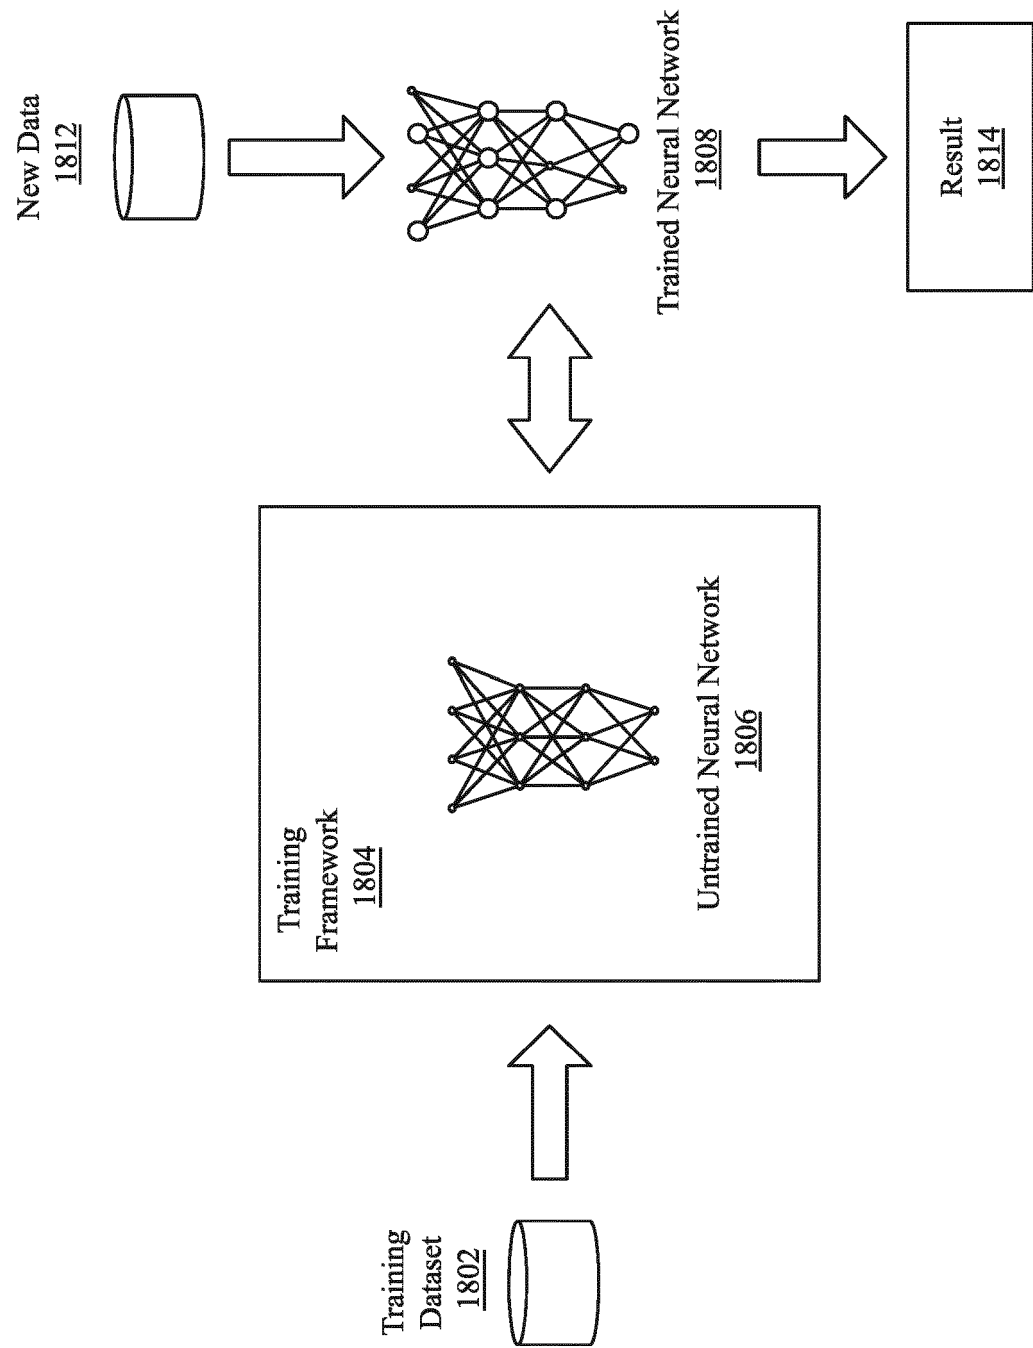 Training
Dataset
1802
Training
Framework
1804
Untrained Neural Network
1806
New Data
1812
Trained Neural Network
1808
Result
1814